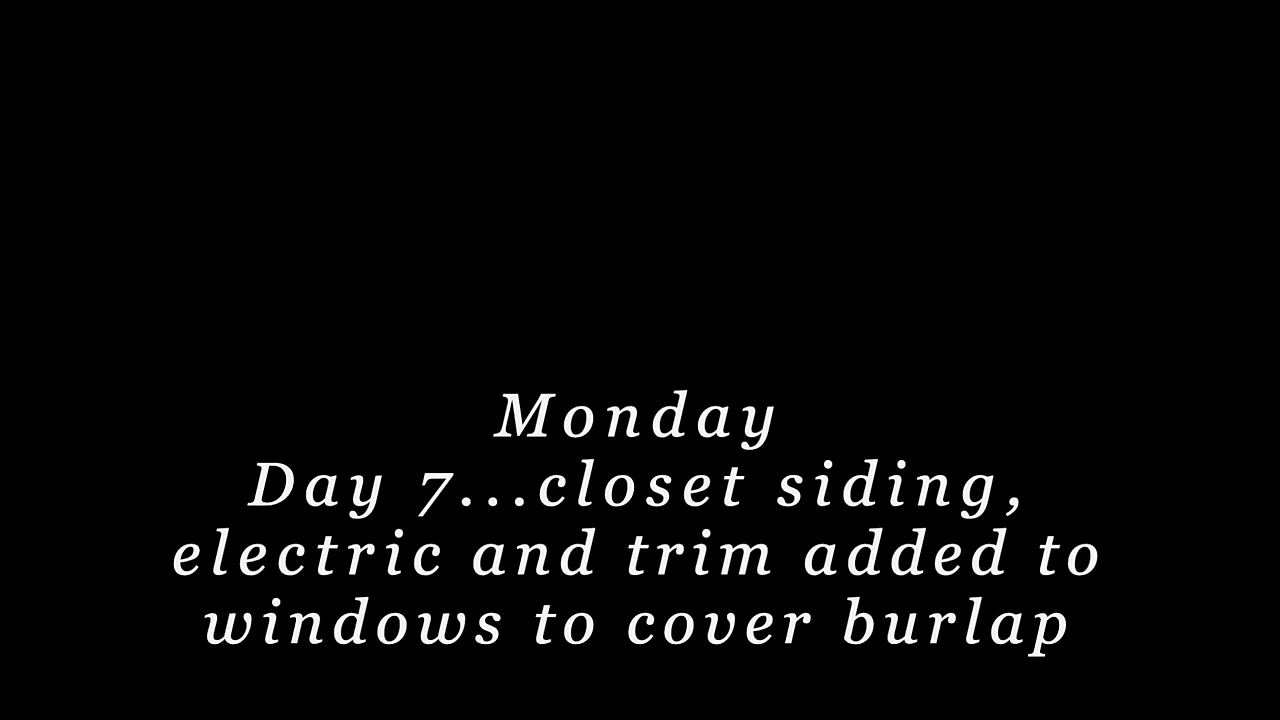 Monday
Day 7...closet siding,
electric and trim added to
windows to cover burlap